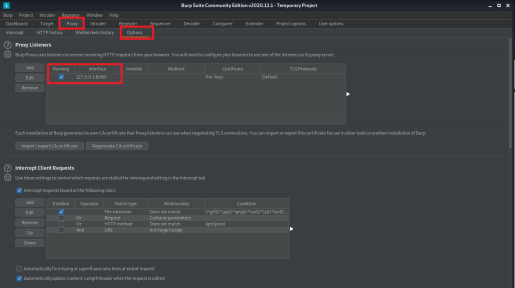 Burp Suite Community Edition v2020.12.1 - Temporary Project
Burp Project Intruder Repeater Window Help
Dashboard Target Proxy Intruder Repeater Sequencer Decoder Comparer Extender Project options User options
Intercept HTTP history WebSockets history Options
Proxy Listeners
Burp Proxy uses listeners to receive incoming HTTP requests from your browser. You will need to configure your browser to use one of the listeners as its proxy server.
Add Running Interface Invisible Redirect Certificate TLS Protocols
Edit 127.0.0.1:8080 Per-host Default
Remove
Each installation of Burp generates its own CA certificate that Proxy listeners can use when negotiating TLS connections. You can import or export this certificate for use in other tools or another installation of Burp.
Import / export CA certificate Regenerate CA certificate
Intercept Client Requests
Use these settings to control which requests are stalled for viewing and editing in the Intercept tab.
Intercept requests based on the following rules:
Add Enabled Operator Match type Relationship Condition
Edit File extension Does not match
Or Request Contains parameters
Remove Or HTTP method Does not match (get|post)
Up And URL Is in target scope
Down
Automatically fix missing or superfluous new lines at end of request
Automatically update Content-Length header when the request is edited